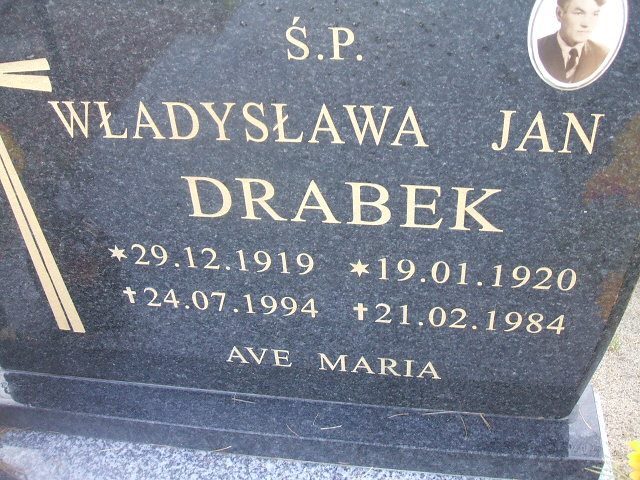 Ś.P.
WŁADYSŁAWA JAN
DRABEK
✶29.12.1919 ✶19.01.1920
✝24.07.1994 ✝21.02.1984
AVE MARIA